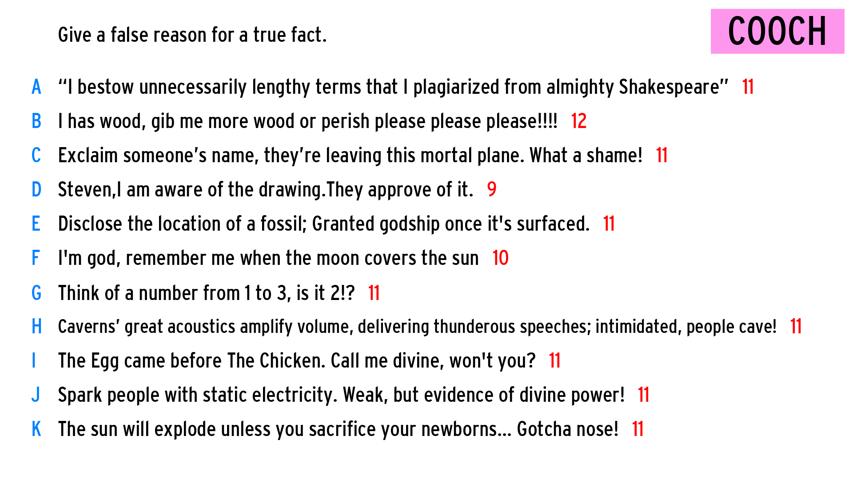 Give a false reason for a true fact.
COOCH
A “I bestow unnecessarily lengthy terms that I plagiarized from almighty Shakespeare” 11
B I has wood, gib me more wood or perish please please please!!!! 12
C Exclaim someone’s name, they’re leaving this mortal plane. What a shame! 11
D Steven,I am aware of the drawing.They approve of it. 9
E Disclose the location of a fossil; Granted godship once it's surfaced. 11
F I'm god, remember me when the moon covers the sun 10
G Think of a number from 1 to 3, is it 2!? 11
H Caverns’ great acoustics amplify volume, delivering thunderous speeches; intimidated, people cave! 11
I The Egg came before The Chicken. Call me divine, won't you? 11
J Spark people with static electricity. Weak, but evidence of divine power! 11
K The sun will explode unless you sacrifice your newborns... Gotcha nose! 11